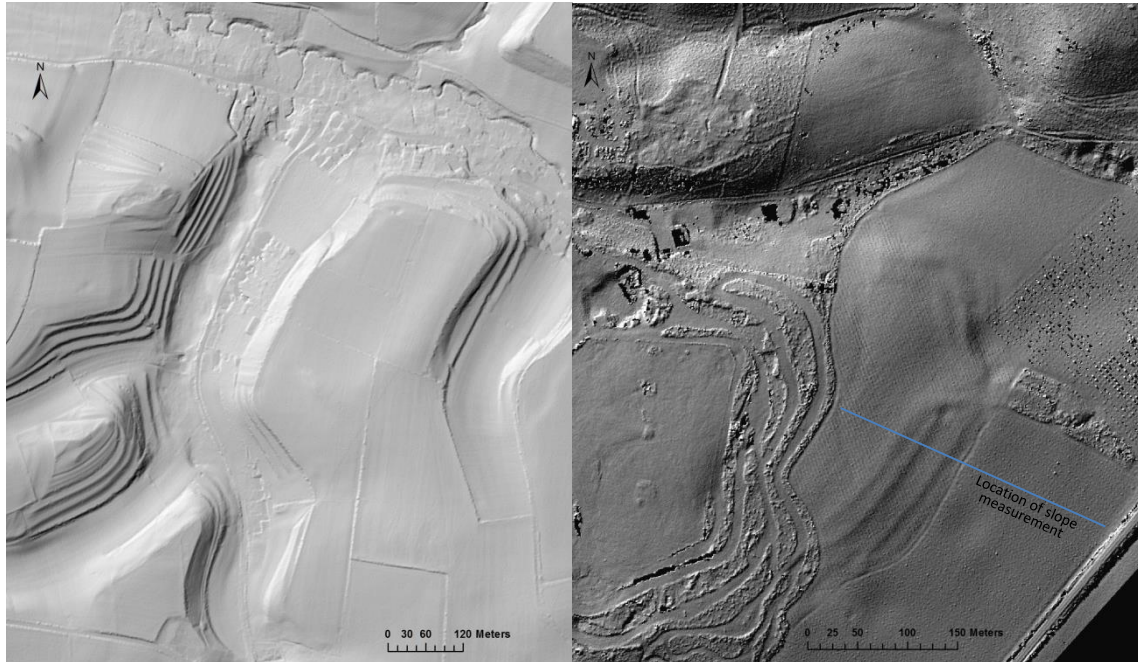 N
0 30 60 120 Meters
N
Location of slope
measurement
0 25 50 100 150 Meters